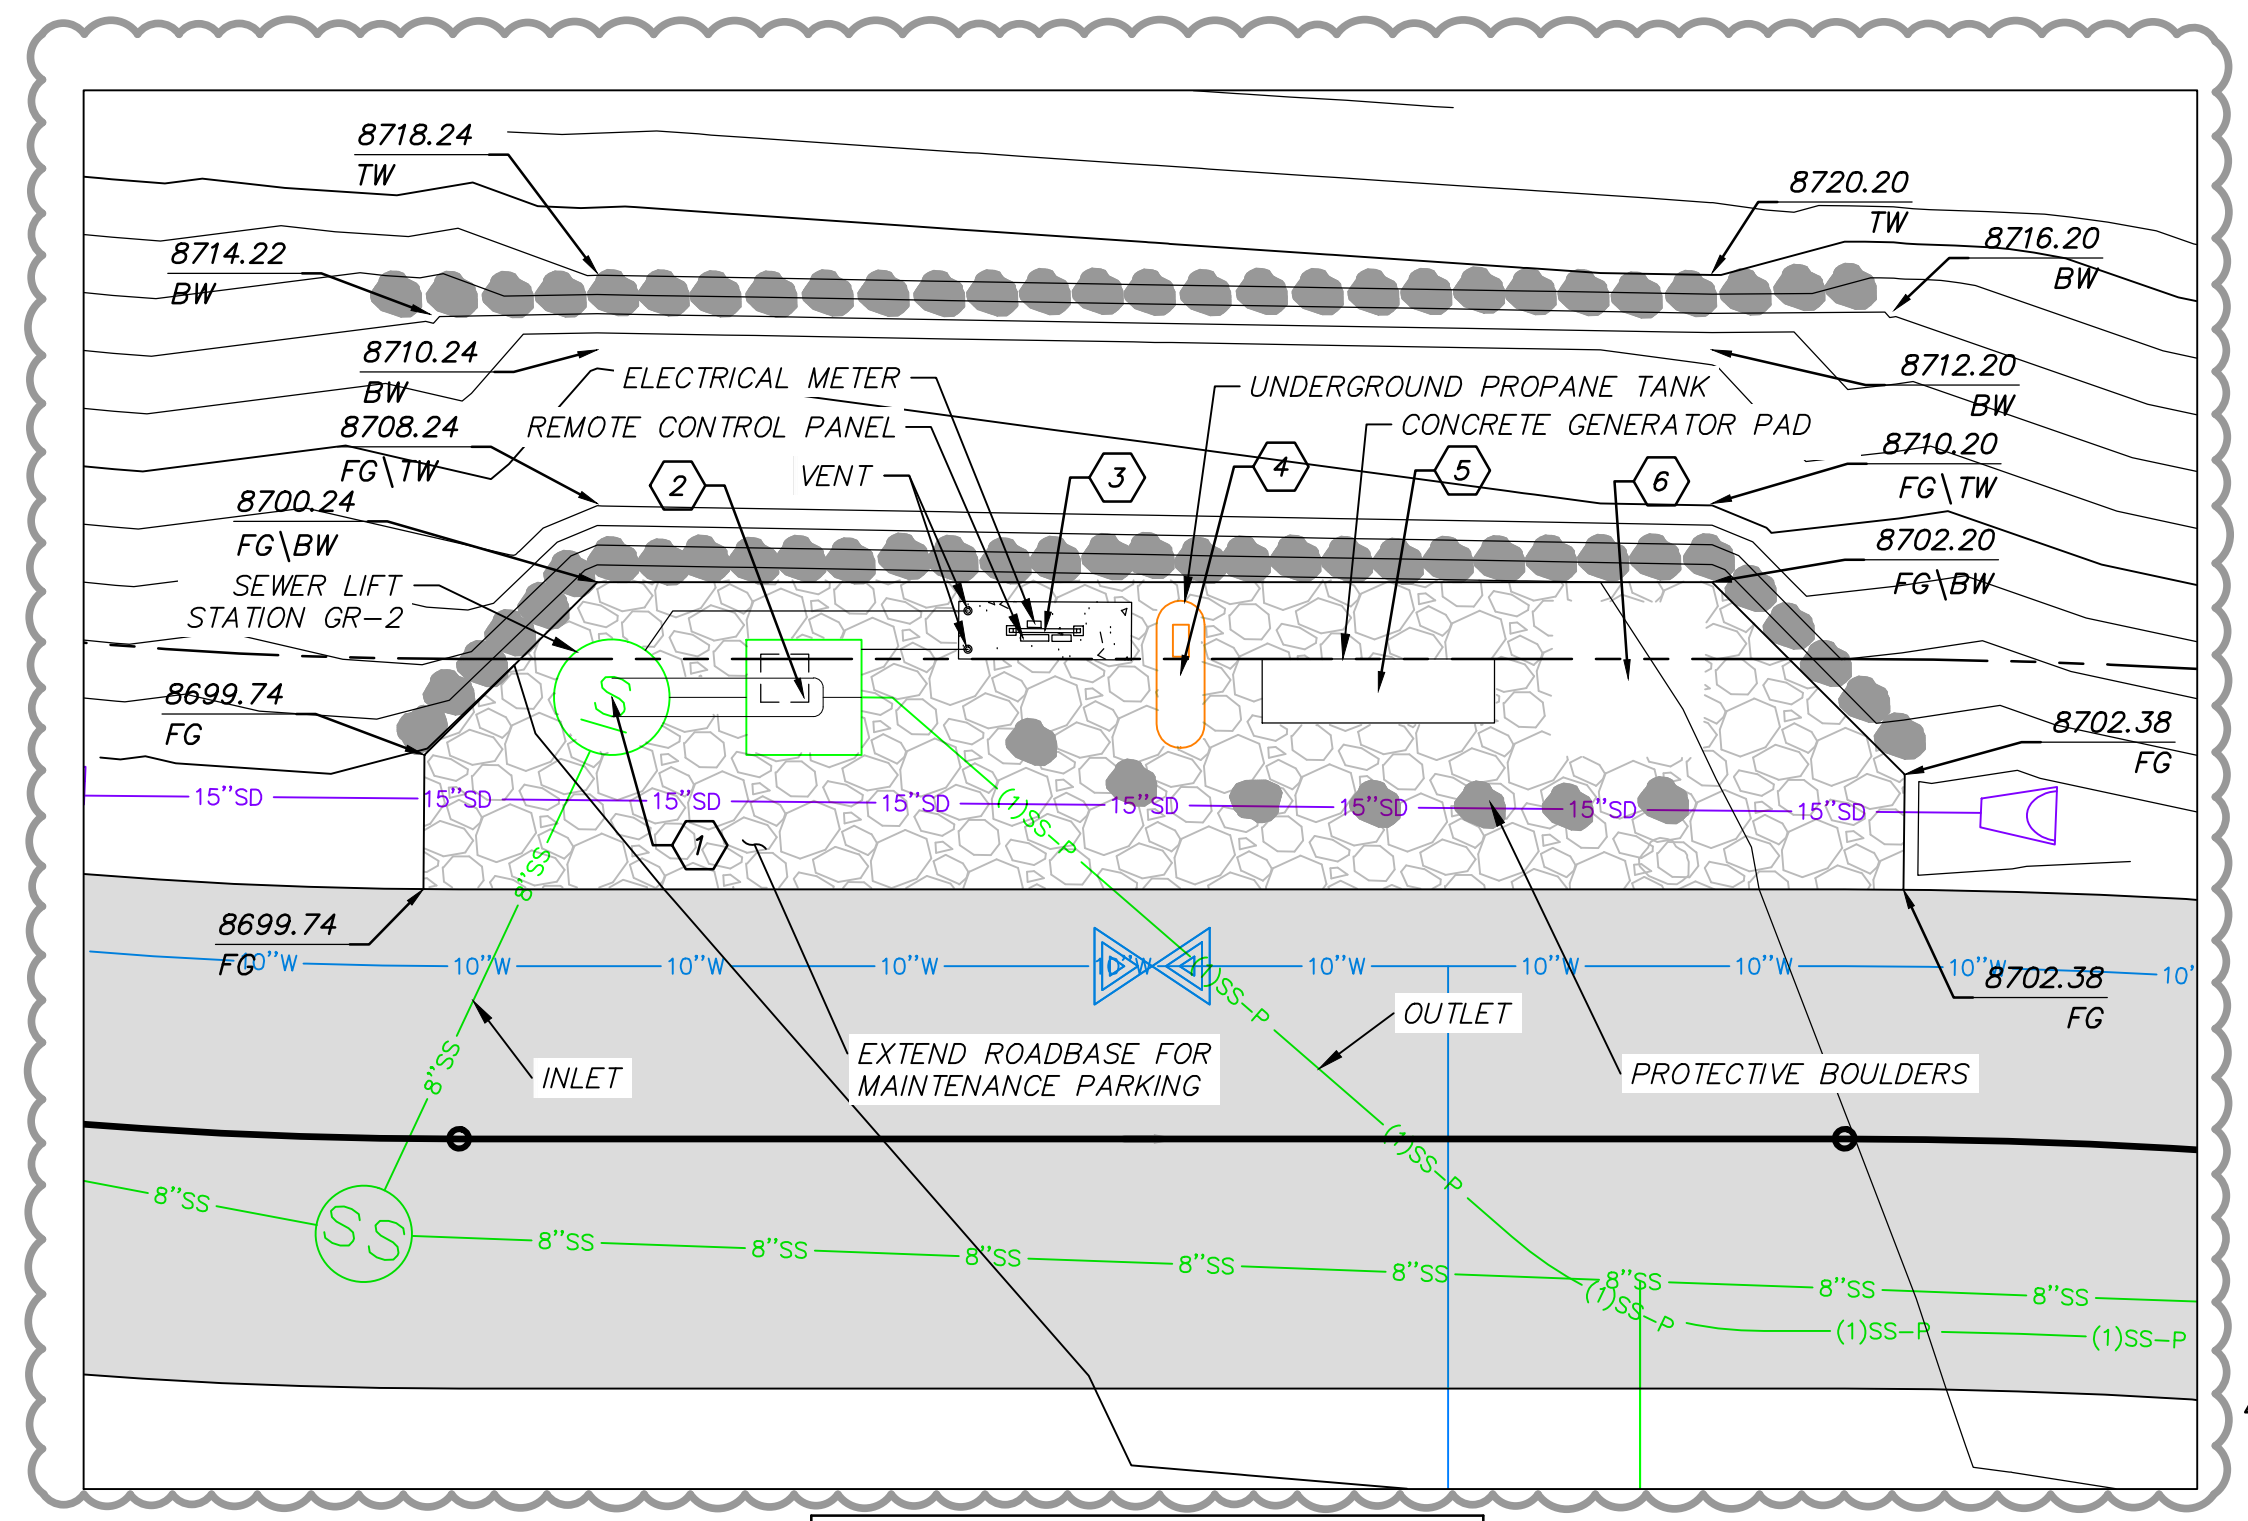 8718.24
TW
8720.20
TW
8714.22
BW
8716.20
BW
8710.24
BW
ELECTRICAL METER
UNDERGROUND PROPANE TANK
8712.20
BW
8708.24
FG\TW
REMOTE CONTROL PANEL
CONCRETE GENERATOR PAD
8710.20
FG\TW
VENT
2
3
4
5
6
8700.24
FG\BW
8702.20
FG\BW
SEWER LIFT
STATION GR-2
S
8699.74
FG
8702.38
FG
15"SD
15"SD
15"SD
15"SD
15"SD
15"SD
15"SD
15"SD
(1)SS-P
1
8"SS
8699.74
FG
10"W
10"W
10"W
10"W
10"W
10"W
10"W
10"W
10"W
10'
8702.38
FG
(1)SS-P
OUTLET
8"SS
INLET
EXTEND ROADBASE FOR
MAINTENANCE PARKING
PROTECTIVE BOULDERS
(1)SS-P
8"SS
SS
8"SS
8"SS
8"SS
8"SS
8"SS
8"SS
8"SS
8"SS
(1)SS-P
(1)SS-P
(1)SS-P